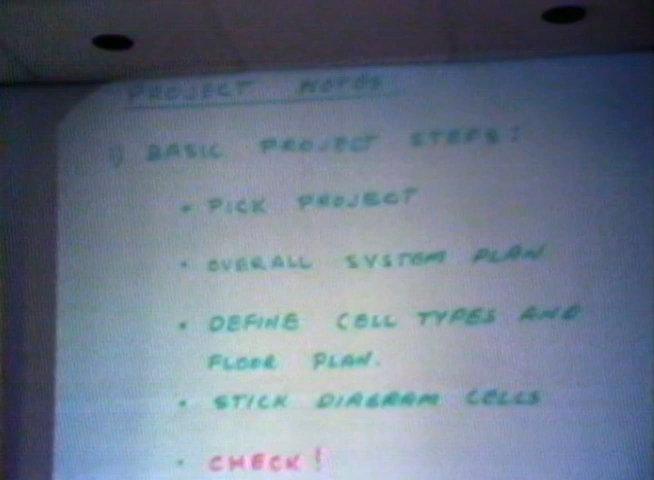 PROJECT NOTES
1) BASIC PROJECT STEPS:
• PICK PROJECT
• OVERALL SYSTEM PLAN
• DEFINE CELL TYPES AND
FLOOR PLAN.
• STICK DIAGRAM CELLS
• CHECK!